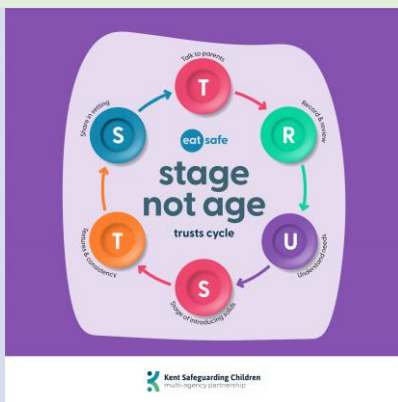 Talk to parents
T
Record & review
R
Understand needs
U
Stage of introducing solids
S
Textures & consistency
T
Share in setting
S
eat safe
stage
not age
trusts cycle
Kent Safeguarding Children
multi-agency partnership